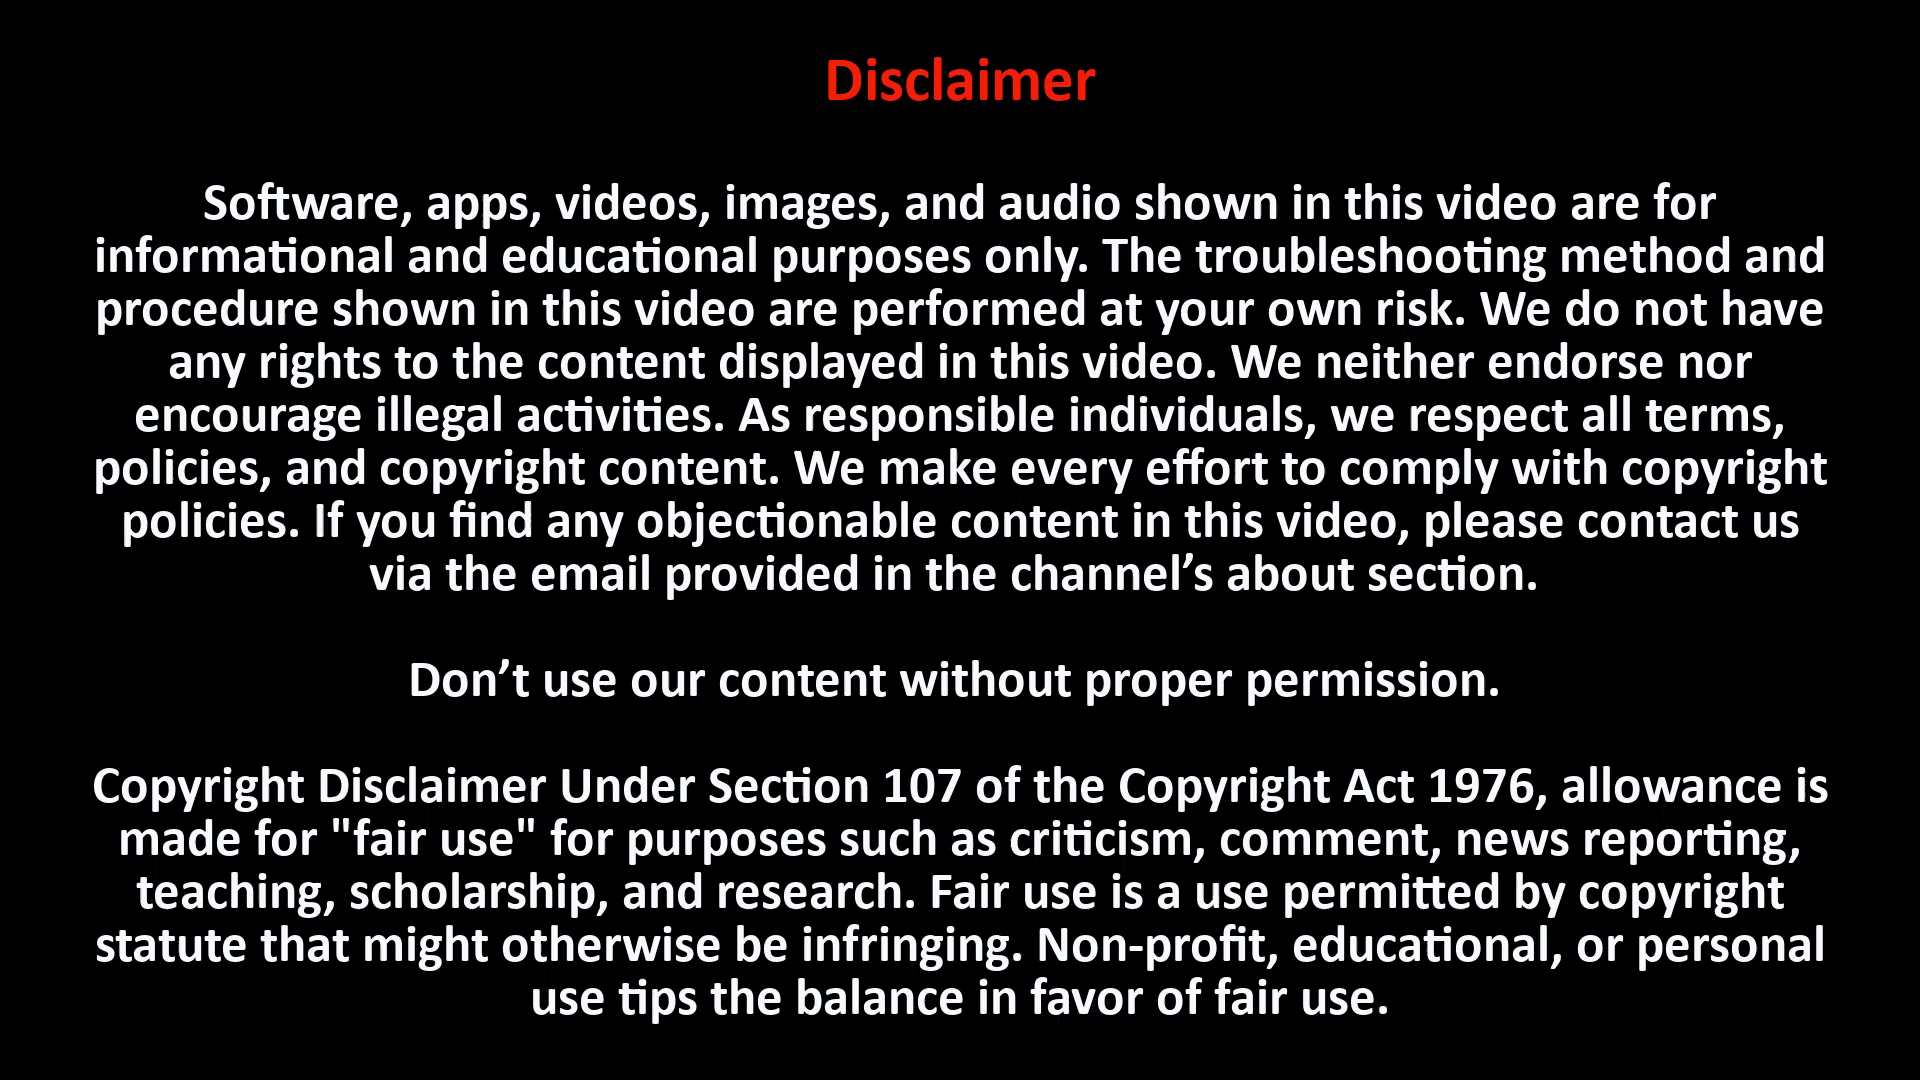 Disclaimer
Software, apps, videos, images, and audio shown in this video are for
informational and educational purposes only. The troubleshooting method and
procedure shown in this video are performed at your own risk. We do not have
any rights to the content displayed in this video. We neither endorse nor
encourage illegal activities. As responsible individuals, we respect all terms,
policies, and copyright content. We make every effort to comply with copyright
policies. If you find any objectionable content in this video, please contact us
via the email provided in the channel’s about section.
Don’t use our content without proper permission.
Copyright Disclaimer Under Section 107 of the Copyright Act 1976, allowance is
made for "fair use" for purposes such as criticism, comment, news reporting,
teaching, scholarship, and research. Fair use is a use permitted by copyright
statute that might otherwise be infringing. Non-profit, educational, or personal
use tips the balance in favor of fair use.